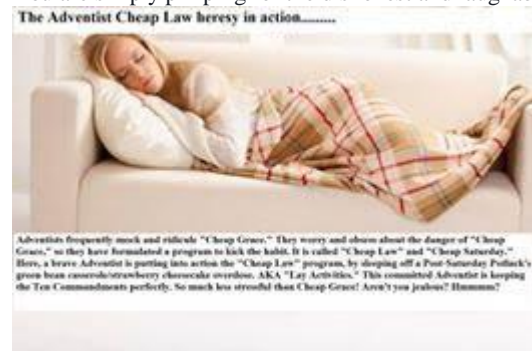 The Adventist Cheap Law heresy in action.........
Adventists frequently mock and ridicule "Cheap Grace." They worry and obsess about the danger of "Cheap
Grace," so they have formulated a program to kick the habit. It is called "Cheap Law" and "Cheap Saturday."
Here, a brave Adventist is putting into action the "Cheap Law" program, by sleeping off a Post-Saturday Potluck's
green bean casserole/strawberry cheesecake overdose. AKA "Lay Activities." This committed Adventist is keeping
the Ten Commandments perfectly. So much less stressful than Cheap Grace! Aren't you jealous? Hmmmm?